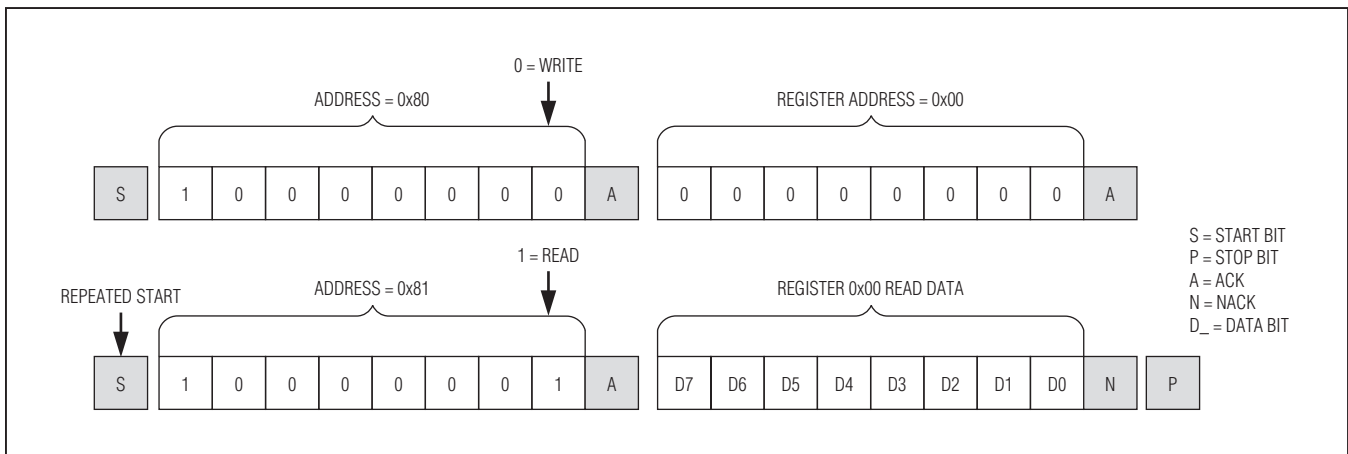 0 = WRITE
ADDRESS = 0x80
REGISTER ADDRESS = 0x00
S 1 0 0 0 0 0 0 0 A 0 0 0 0 0 0 0 0 A
S = START BIT
P = STOP BIT
A = ACK
N = NACK
D_ = DATA BIT
1 = READ
REPEATED START
ADDRESS = 0x81
REGISTER 0x00 READ DATA
S 1 0 0 0 0 0 0 1 A D7 D6 D5 D4 D3 D2 D1 D0 N P